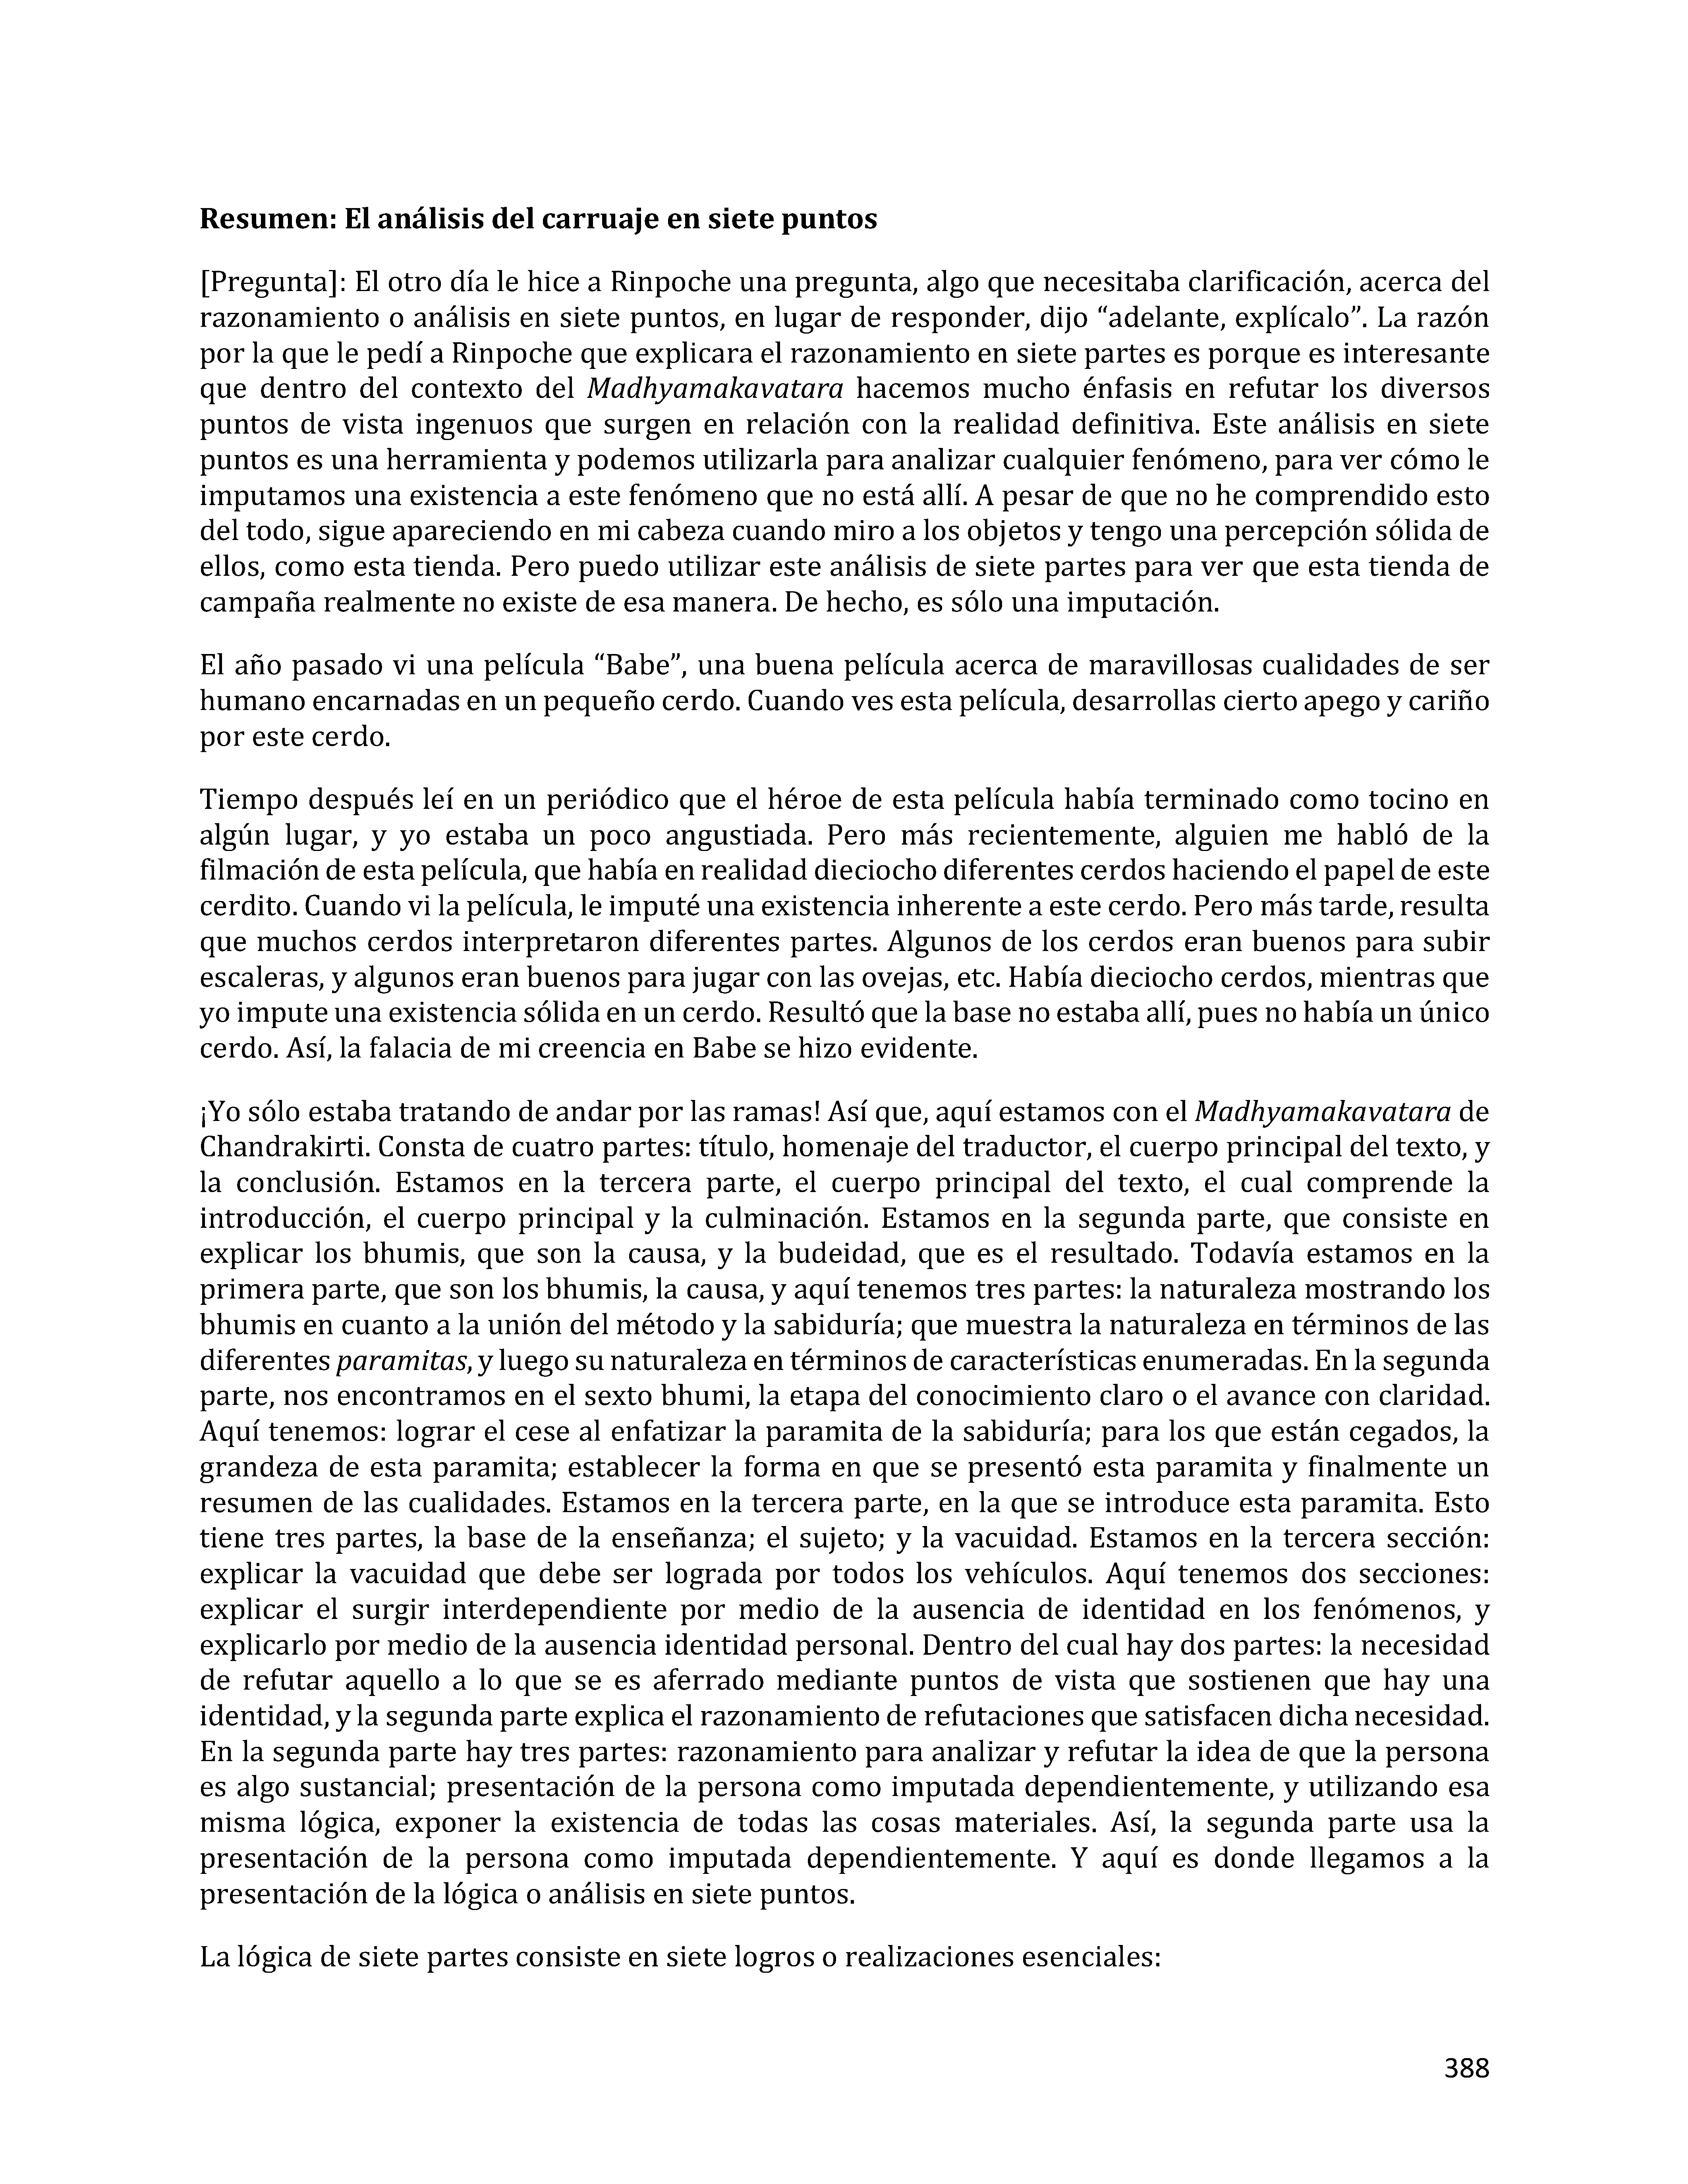 Resumen: El análisis del carruaje en siete puntos
[Pregunta]: El otro día le hice a Rinpoche una pregunta, algo que necesitaba clarificación, acerca del
razonamiento o análisis en siete puntos, en lugar de responder, dijo “adelante, explícalo”. La razón
por la que le pedí a Rinpoche que explicara el razonamiento en siete partes es porque es interesante
que dentro del contexto del Madhyamakavatara hacemos mucho énfasis en refutar los diversos
puntos de vista ingenuos que surgen en relación con la realidad definitiva. Este análisis en siete
puntos es una herramienta y podemos utilizarla para analizar cualquier fenómeno, para ver cómo le
imputamos una existencia a este fenómeno que no está allí. A pesar de que no he comprendido esto
del todo, sigue apareciendo en mi cabeza cuando miro a los objetos y tengo una percepción sólida de
ellos, como esta tienda. Pero puedo utilizar este análisis de siete partes para ver que esta tienda de
campaña realmente no existe de esa manera. De hecho, es sólo una imputación.
El año pasado vi una película “Babe”, una buena película acerca de maravillosas cualidades de ser
humano encarnadas en un pequeño cerdo. Cuando ves esta película, desarrollas cierto apego y cariño
por este cerdo.
Tiempo después leí en un periódico que el héroe de esta película había terminado como tocino en
algún lugar, y yo estaba un poco angustiada. Pero más recientemente, alguien me habló de la
filmación de esta película, que había en realidad dieciocho diferentes cerdos haciendo el papel de este
cerdito. Cuando vi la película, le imputé una existencia inherente a este cerdo. Pero más tarde, resulta
que muchos cerdos interpretaron diferentes partes. Algunos de los cerdos eran buenos para subir
escaleras, y algunos eran buenos para jugar con las ovejas, etc. Había dieciocho cerdos, mientras que
yo impute una existencia sólida en un cerdo. Resultó que la base no estaba allí, pues no había un único
cerdo. Así, la falacia de mi creencia en Babe se hizo evidente.
¡Yo sólo estaba tratando de andar por las ramas! Así que, aquí estamos con el Madhyamakavatara de
Chandrakirti. Consta de cuatro partes: título, homenaje del traductor, el cuerpo principal del texto, y
la conclusión. Estamos en la tercera parte, el cuerpo principal del texto, el cual comprende la
introducción, el cuerpo principal y la culminación. Estamos en la segunda parte, que consiste en
explicar los bhumis, que son la causa, y la budeidad, que es el resultado. Todavía estamos en la
primera parte, que son los bhumis, la causa, y aquí tenemos tres partes: la naturaleza mostrando los
bhumis en cuanto a la unión del método y la sabiduría; que muestra la naturaleza en términos de las
diferentes paramitas, y luego su naturaleza en términos de características enumeradas. En la segunda
parte, nos encontramos en el sexto bhumi, la etapa del conocimiento claro o el avance con claridad.
Aquí tenemos: lograr el cese al enfatizar la paramita de la sabiduría; para los que están cegados, la
grandeza de esta paramita; establecer la forma en que se presentó esta paramita y finalmente un
resumen de las cualidades. Estamos en la tercera parte, en la que se introduce esta paramita. Esto
tiene tres partes, la base de la enseñanza; el sujeto; y la vacuidad. Estamos en la tercera sección:
explicar la vacuidad que debe ser lograda por todos los vehículos. Aquí tenemos dos secciones:
explicar el surgir interdependiente por medio de la ausencia de identidad en los fenómenos, y
explicarlo por medio de la ausencia identidad personal. Dentro del cual hay dos partes: la necesidad
de refutar aquello a lo que se es aferrado mediante puntos de vista que sostienen que hay una
identidad, y la segunda parte explica el razonamiento de refutaciones que satisfacen dicha necesidad.
En la segunda parte hay tres partes: razonamiento para analizar y refutar la idea de que la persona
es algo sustancial; presentación de la persona como imputada dependientemente, y utilizando esa
misma lógica, exponer la existencia de todas las cosas materiales. Así, la segunda parte usa la
presentación de la persona como imputada dependientemente. Y aquí es donde llegamos a la
presentación de la lógica o análisis en siete puntos.
La lógica de siete partes consiste en siete logros o realizaciones esenciales:
388